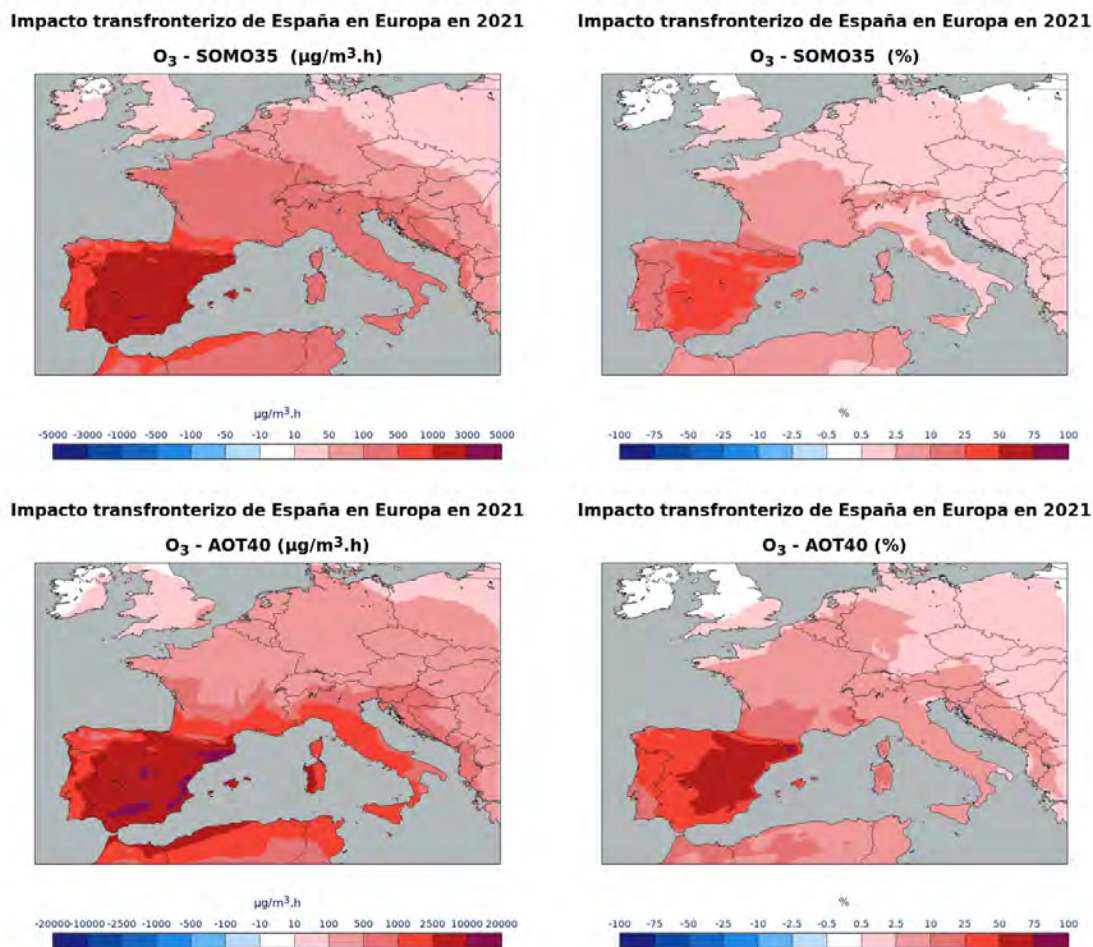 Impacto transfronterizo de España en Europa en 2021
O₃ - SOMO35 (µg/m³.h)
µg/m³.h
-5000 -3000 -1000 -500 -100 -50 -10 10 50 100 500 1000 3000 5000
Impacto transfronterizo de España en Europa en 2021
O₃ - SOMO35 (%)
%
-100 -75 -50 -25 -10 -2.5 -0.5 0.5 2.5 10 25 50 75 100
Impacto transfronterizo de España en Europa en 2021
O₃ - AOT40 (µg/m³.h)
µg/m³.h
-20000 -10000 -2500 -1000 -500 -100 -50 50 100 500 1000 2500 10000 20000
Impacto transfronterizo de España en Europa en 2021
O₃ - AOT40 (%)
%
-100 -75 -50 -25 -10 -2.5 -0.5 0.5 2.5 10 25 50 75 100